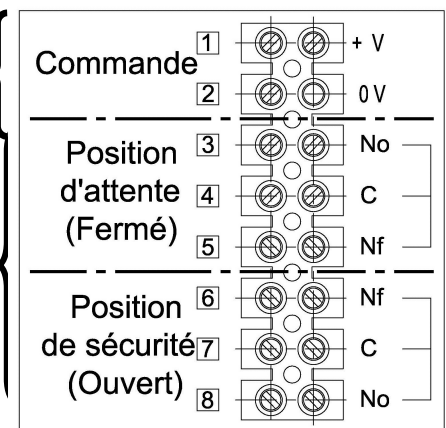 Commande
1 + V
2 0 V
Position
d'attente
(Fermé)
3 No
4 C
5 Nf
Position
de sécurité
(Ouvert)
6 Nf
7 C
8 No